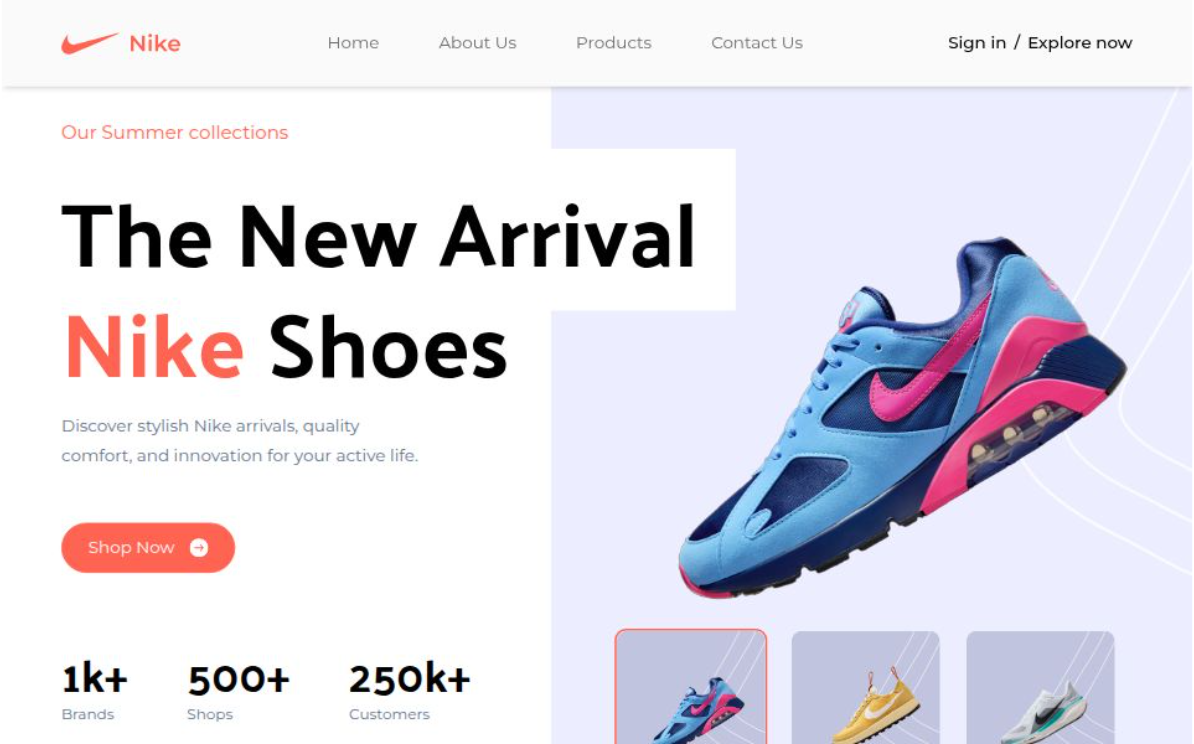 Nike
Home About Us Products Contact Us
Sign in / Explore now
Our Summer collections
The New Arrival
Nike Shoes
Discover stylish Nike arrivals, quality
comfort, and innovation for your active life.
Shop Now
1k+ 500+ 250k+
Brands Shops Customers